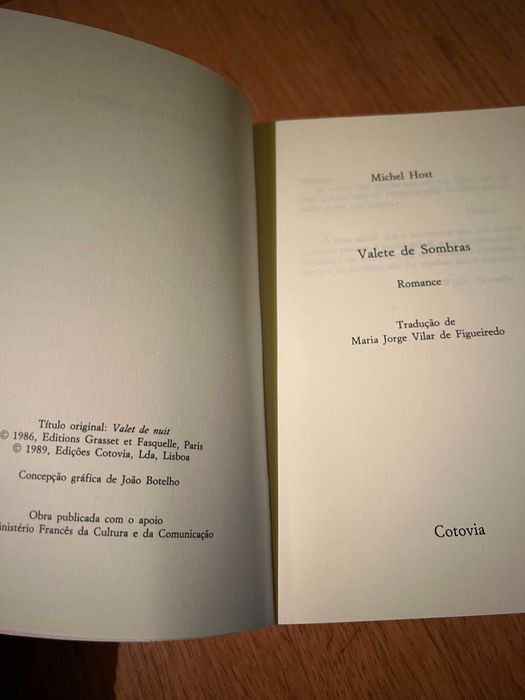 Título original: Valet de nuit
© 1986, Editions Grasset et Fasquelle, Paris
© 1989, Edições Cotovia, Lda, Lisboa
Concepção gráfica de João Botelho
Obra publicada com o apoio
inistério Francês da Cultura e da Comunicação
Michel Host
Valete de Sombras
Romance
Tradução de
Maria Jorge Vilar de Figueiredo
Cotovia